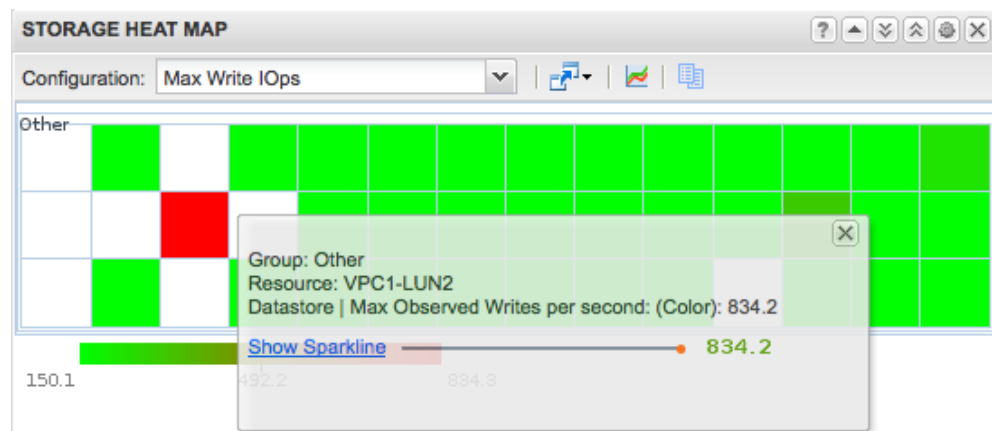 STORAGE HEAT MAP
?
Configuration: Max Write IOps
Other
Group: Other
Resource: VPC1-LUN2
Datastore | Max Observed Writes per second: (Color): 834.2
Show Sparkline 834.2
150.1 492.2 834.3